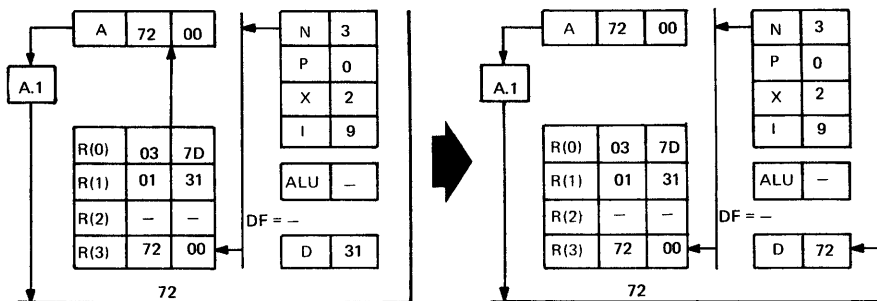 A 72 00
A.1
N 3
P 0
X 2
I 9
R(0) 03 7D
R(1) 01 31
R(2) – –
R(3) 72 00
ALU –
DF = –
D 31
72
A 72 00
A.1
N 3
P 0
X 2
I 9
R(0) 03 7D
R(1) 01 31
R(2) – –
R(3) 72 00
ALU –
DF = –
D 72
72